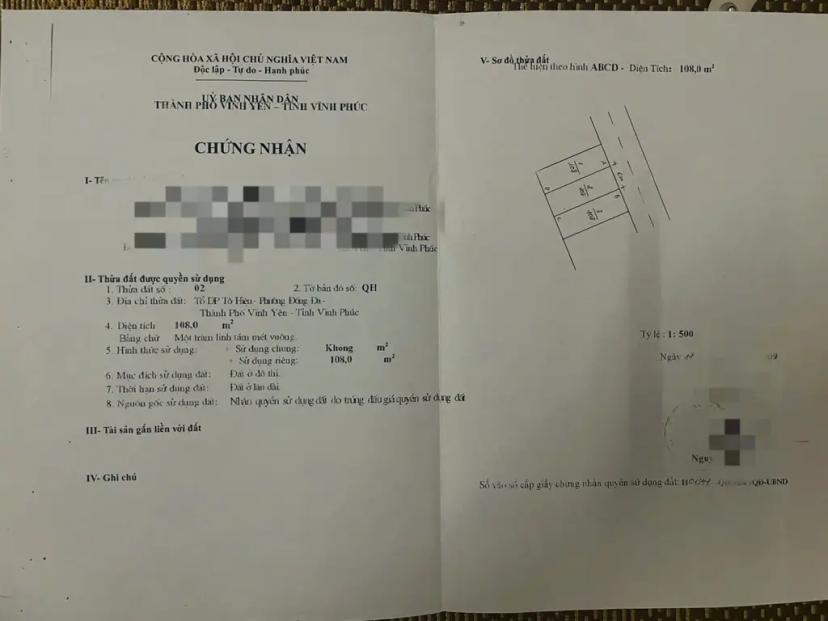 CỘNG HÒA XÃ HỘI CHỦ NGHĨA VIỆT NAM
Độc lập - Tự do - Hạnh phúc
UỶ BAN NHÂN DÂN
THÀNH PHỐ VĨNH YÊN - TỈNH VĨNH PHÚC
CHỨNG NHẬN
I- Tên
Phúc
Phúc
Vĩnh Phúc
II- Thửa đất được quyền sử dụng
1. Thửa đất số : 02 2. Tờ bản đồ số: QH
3. Địa chỉ thửa đất: Tổ DP Tô Hiệu - Phường Đống Đa -
Thành Phố Vĩnh Yên - Tỉnh Vĩnh Phúc
4. Diện tích 108,0 m²
Bằng chữ Một trăm linh tám mét vuông.
5. Hình thức sử dụng: + Sử dụng chung: Không m²
+ Sử dụng riêng: 108,0 m²
6. Mục đích sử dụng đất: Đất ở đô thị.
7. Thời hạn sử dụng đất: Đất ở lâu dài.
8. Nguồn gốc sử dụng đất: Nhận quyền sử dụng đất do trúng đấu giá quyền sử dụng đất
III- Tài sản gắn liền với đất
IV- Ghi chú
V- Sơ đồ thửa đất
Thể hiện theo hình ABCD - Diện Tích: 108,0 m²
A
B
C
D
Tỷ lệ : 1: 500
Ngày
09
Nguy
Số vào sổ cấp giấy chứng nhận quyền sử dụng đất: QĐ-UBND